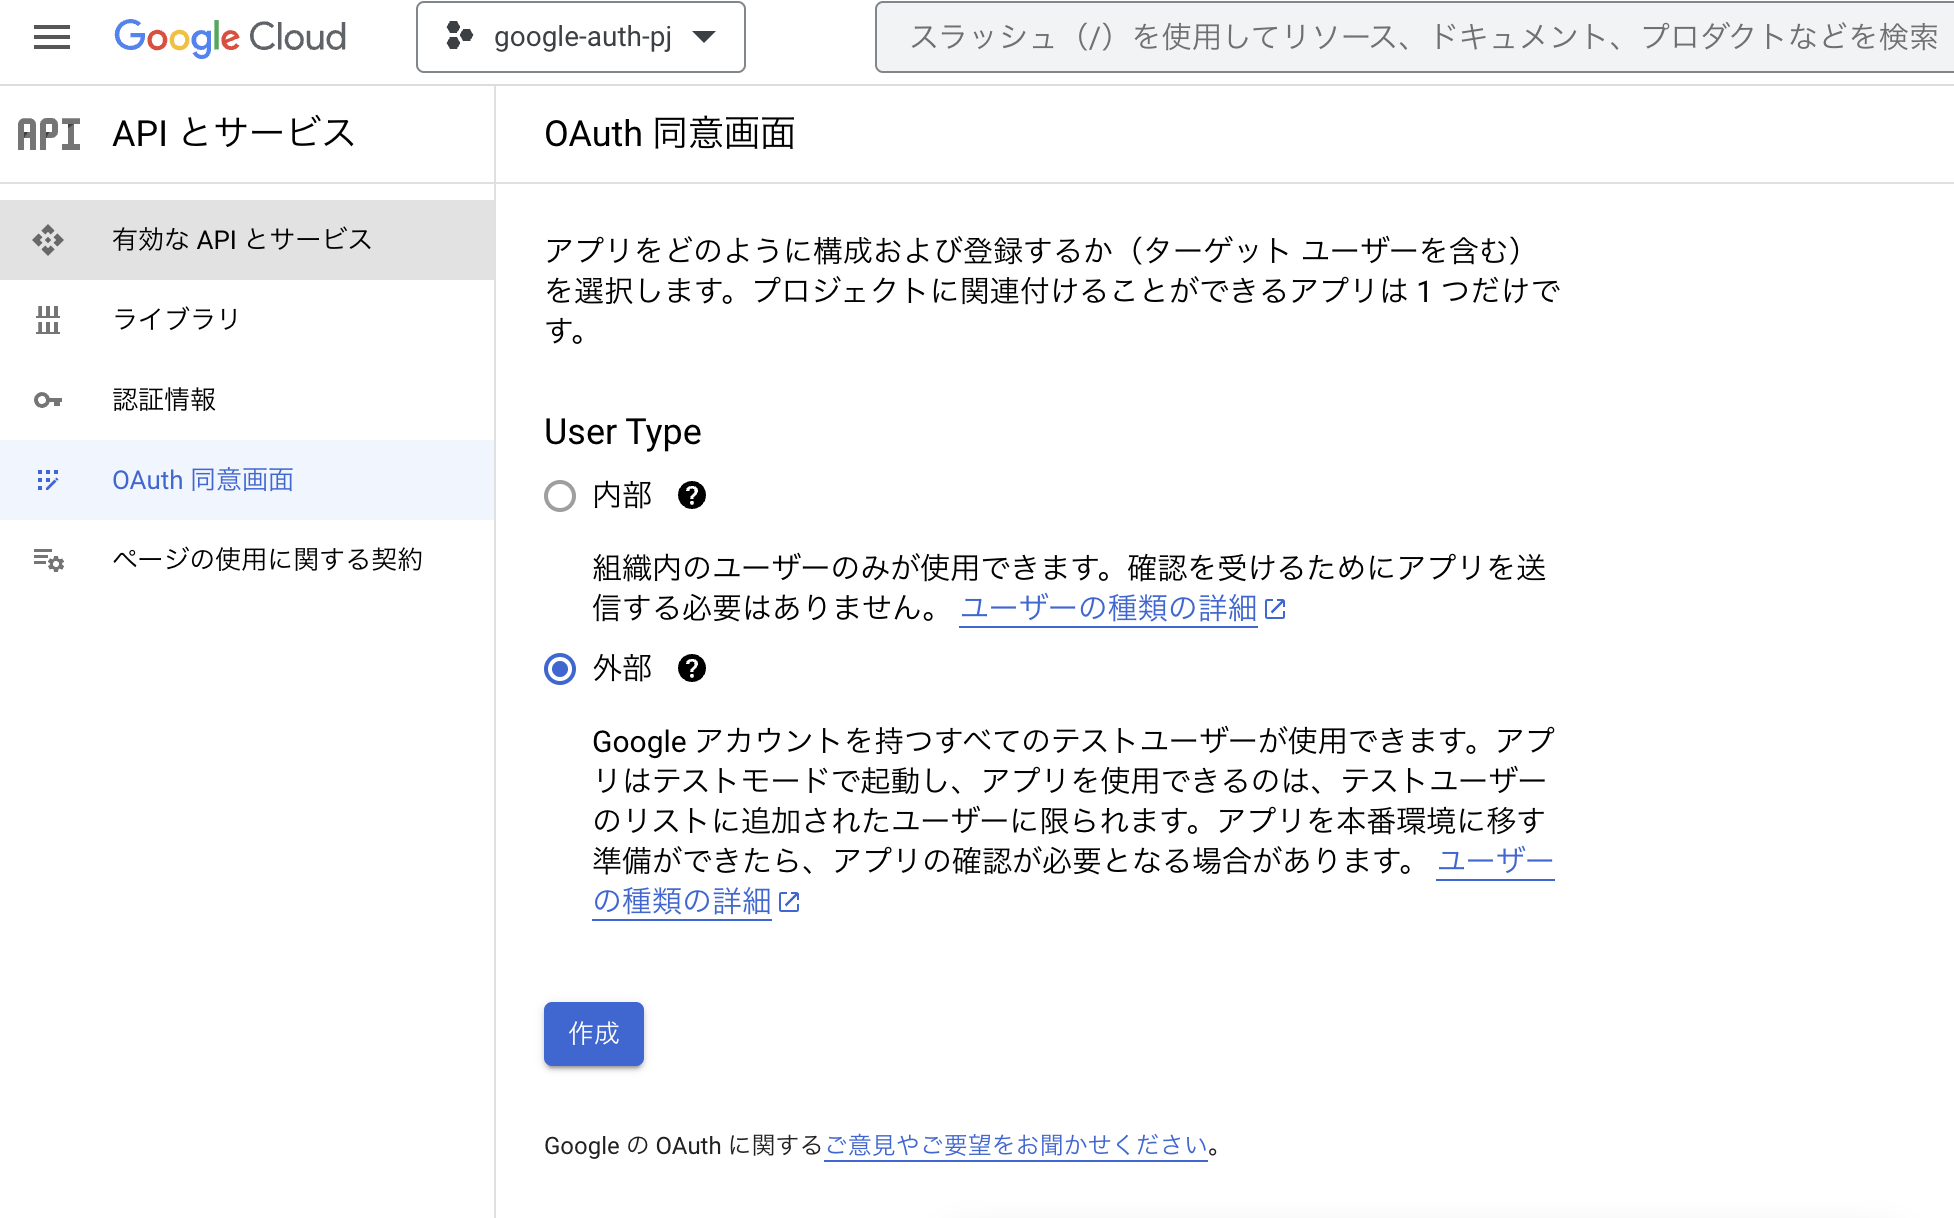 Google Cloud
google-auth-pj
スラッシュ（/）を使用してリソース、ドキュメント、プロダクトなどを検索
API
API とサービス
OAuth 同意画面
有効な API とサービス
ライブラリ
認証情報
OAuth 同意画面
ページの使用に関する契約
アプリをどのように構成および登録するか（ターゲット ユーザーを含む）
を選択します。プロジェクトに関連付けることができるアプリは 1 つだけで
す。
User Type
内部
組織内のユーザーのみが使用できます。確認を受けるためにアプリを送
信する必要はありません。 ユーザーの種類の詳細
外部
Google アカウントを持つすべてのテストユーザーが使用できます。アプ
リはテストモードで起動し、アプリを使用できるのは、テストユーザー
のリストに追加されたユーザーに限られます。アプリを本番環境に移す
準備ができたら、アプリの確認が必要となる場合があります。 ユーザー
の種類の詳細
作成
Google の OAuth に関するご意見やご要望をお聞かせください。